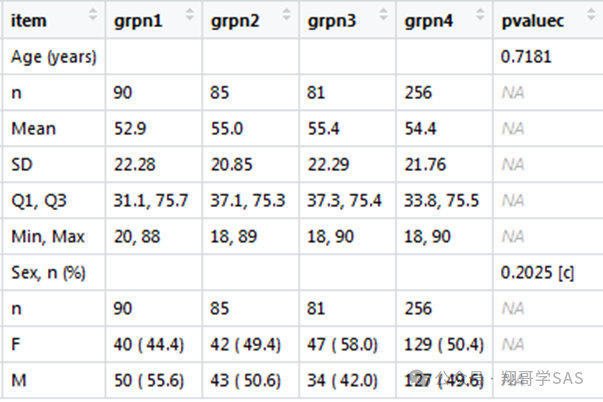 item grpn1 grpn2 grpn3 grpn4 pvaluec
Age (years) 0.7181
n 90 85 81 256 NA
Mean 52.9 55.0 55.4 54.4 NA
SD 22.28 20.85 22.29 21.76 NA
Q1, Q3 31.1, 75.7 37.1, 75.3 37.3, 75.4 33.8, 75.5 NA
Min, Max 20, 88 18, 89 18, 90 18, 90 NA
Sex, n (%) 0.2025 [c]
n 90 85 81 256 NA
F 40 ( 44.4) 42 ( 49.4) 47 ( 58.0) 129 ( 50.4) NA
M 50 ( 55.6) 43 ( 50.6) 34 ( 42.0) 127 ( 49.6) NA
公众号 · 翔哥学SAS